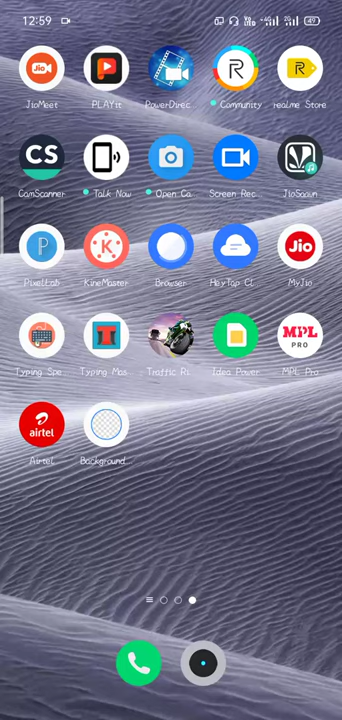 12:59
49
JioMeet PLAYit PowerDirec.. Community realme Store
CS
CamScanner Talk Now Open Ca... Screen Rec... JioSaavn
P K Jio
PixelLab KineMaster Browser HeyTap Cl... MyJio
MPL
PRO
Typing Spe... Typing Mas... Traffic Ri... Idea Power... MPL Pro
airtel
Airtel Background...